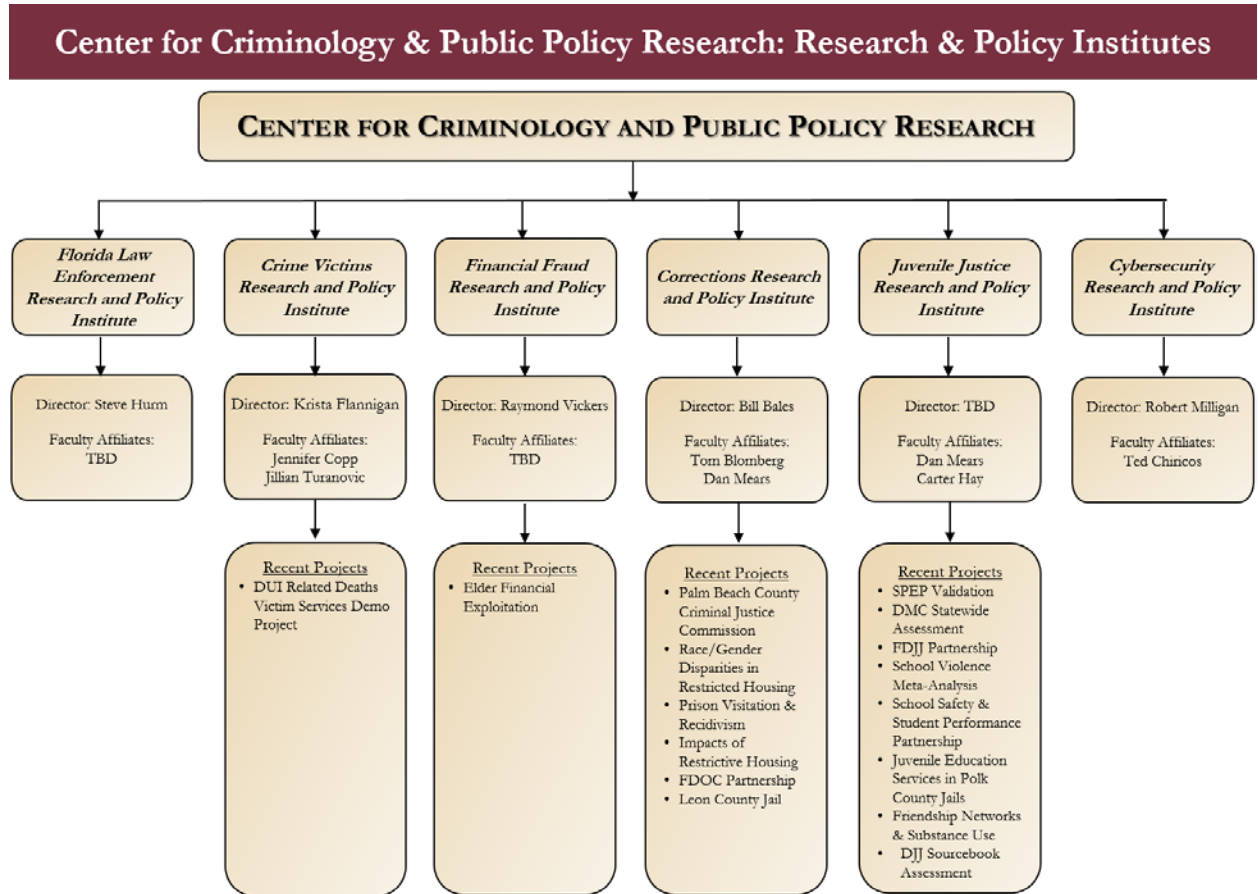 Center for Criminology & Public Policy Research: Research & Policy Institutes
CENTER FOR CRIMINOLOGY AND PUBLIC POLICY RESEARCH
Florida Law
Enforcement
Research and Policy
Institute
Crime Victims
Research and Policy
Institute
Financial Fraud
Research and Policy
Institute
Corrections Research
and Policy Institute
Juvenile Justice
Research and Policy
Institute
Cybersecurity
Research and Policy
Institute
Director: Steve Hurm
Faculty Affiliates:
TBD
Director: Krista Flannigan
Faculty Affiliates:
Jennifer Copp
Jillian Turanovic
Director: Raymond Vickers
Faculty Affiliates:
TBD
Director: Bill Bales
Faculty Affiliates:
Tom Blomberg
Dan Mears
Director: TBD
Faculty Affiliates:
Dan Mears
Carter Hay
Director: Robert Milligan
Faculty Affiliates:
Ted Chiricos
Recent Projects
• DUI Related Deaths
Victim Services Demo
Project
Recent Projects
• Elder Financial
Exploitation
Recent Projects
• Palm Beach County
Criminal Justice
Commission
• Race/Gender
Disparities in
Restricted Housing
• Prison Visitation &
Recidivism
• Impacts of
Restrictive Housing
• FDOC Partnership
• Leon County Jail
Recent Projects
• SPEP Validation
• DMC Statewide
Assessment
• FDJJ Partnership
• School Violence
Meta-Analysis
• School Safety &
Student Performance
Partnership
• Juvenile Education
Services in Polk
County Jails
• Friendship Networks
& Substance Use
• DJJ Sourcebook
Assessment